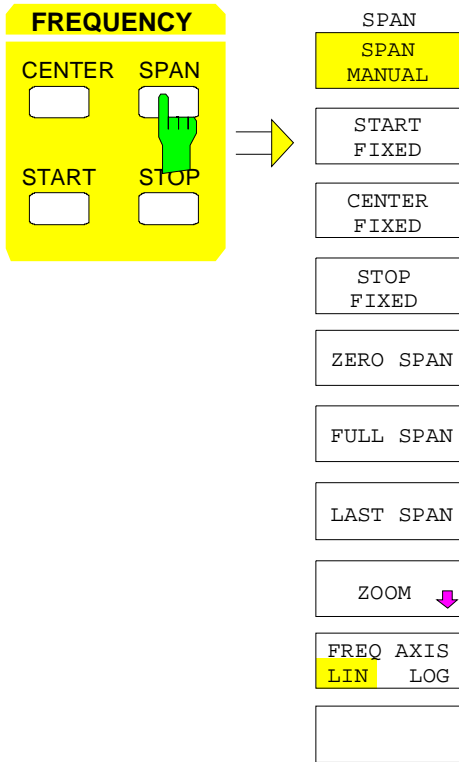 FREQUENCY
CENTER SPAN
START STOP
SPAN
SPAN
MANUAL
START
FIXED
CENTER
FIXED
STOP
FIXED
ZERO SPAN
FULL SPAN
LAST SPAN
ZOOM
FREQ AXIS
LIN LOG